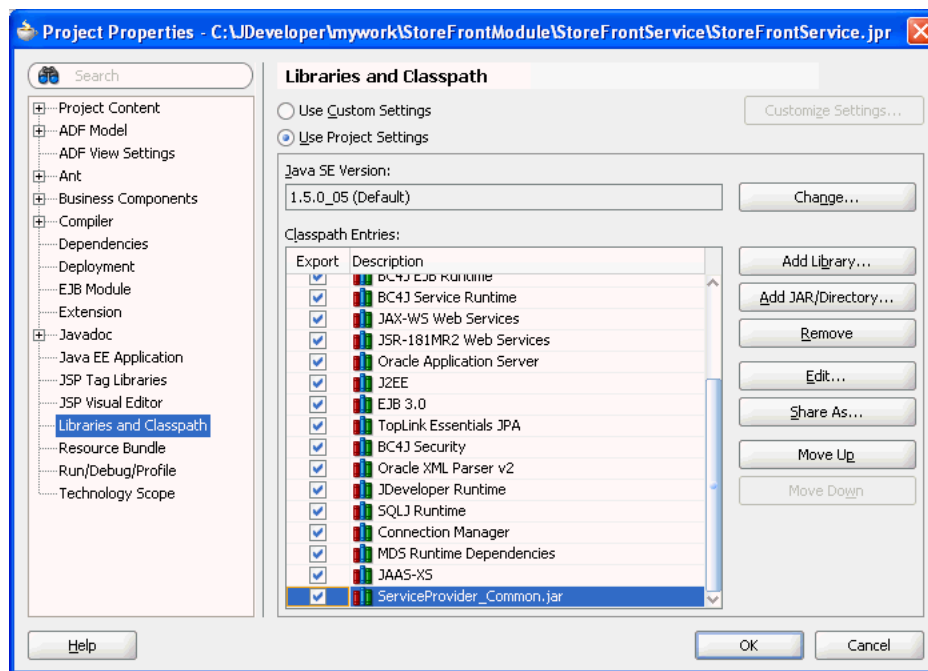 Project Properties - C:\JDeveloper\mywork\StoreFrontModule\StoreFrontService\StoreFrontService.jpr
Search
Project Content
ADF Model
ADF View Settings
Ant
Business Components
Compiler
Dependencies
Deployment
EJB Module
Extension
Javadoc
Java EE Application
JSP Tag Libraries
JSP Visual Editor
Libraries and Classpath
Resource Bundle
Run/Debug/Profile
Technology Scope
Libraries and Classpath
Use Custom Settings
Customize Settings...
Use Project Settings
Java SE Version:
1.5.0_05 (Default)
Change...
Classpath Entries:
Export Description
BC4J EJB Runtime
BC4J Service Runtime
JAX-WS Web Services
JSR-181MR2 Web Services
Oracle Application Server
J2EE
EJB 3.0
TopLink Essentials JPA
BC4J Security
Oracle XML Parser v2
JDeveloper Runtime
SQLJ Runtime
Connection Manager
MDS Runtime Dependencies
JAAS-XS
ServiceProvider_Common.jar
Add Library...
Add JAR/Directory...
Remove
Edit...
Share As...
Move Up
Move Down
Help
OK
Cancel